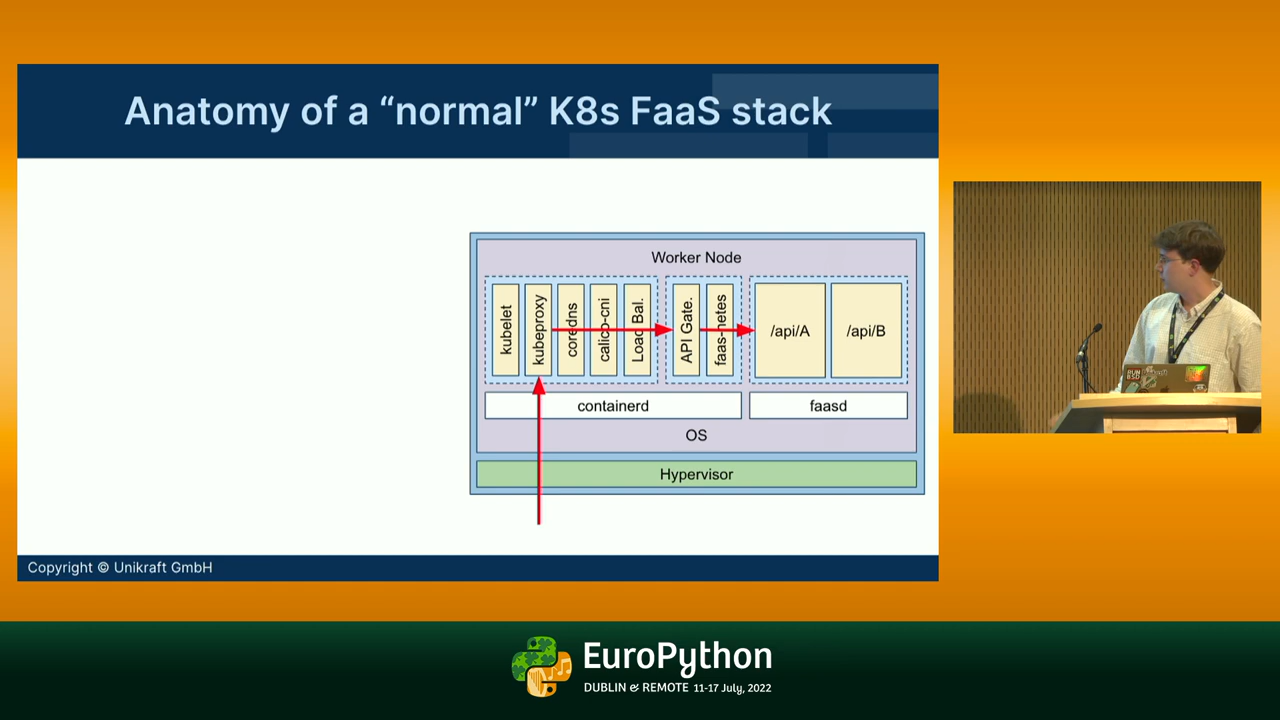 Anatomy of a “normal” K8s FaaS stack
Worker Node
kubelet
kubeproxy
coredns
calico-cni
Load Bal.
API Gate.
faas-netes
/api/A
/api/B
containerd
faasd
OS
Hypervisor
Copyright © Unikraft GmbH
EuroPython
DUBLIN & REMOTE 11-17 July, 2022